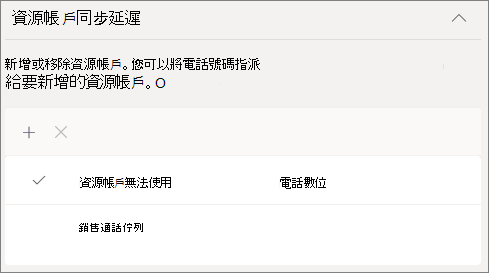 資源帳戶同步延遲
新增或移除資源帳戶。您可以將電話號碼指派
給要新增的資源帳戶。O
資源帳戶無法使用 電話數位
銷售通話佇列